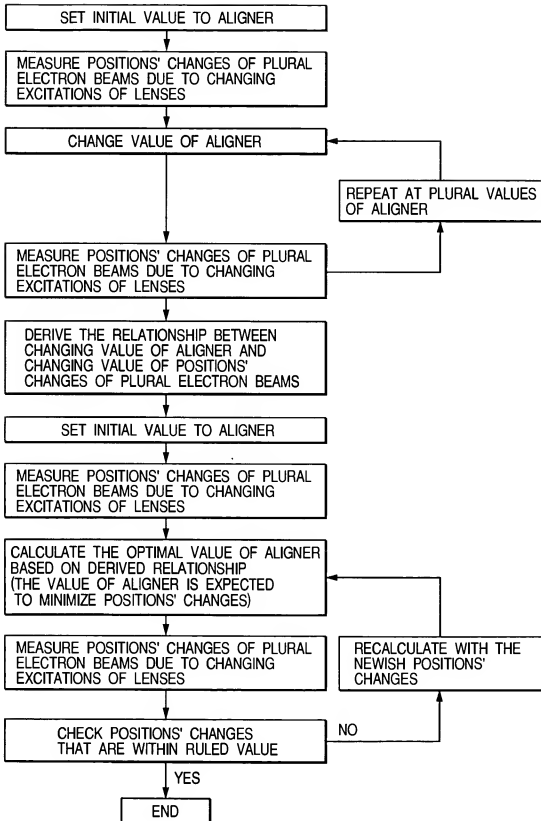 SET INITIAL VALUE TO ALIGNER
MEASURE POSITIONS' CHANGES OF PLURAL
ELECTRON BEAMS DUE TO CHANGING
EXCITATIONS OF LENSES
CHANGE VALUE OF ALIGNER
REPEAT AT PLURAL VALUES
OF ALIGNER
MEASURE POSITIONS' CHANGES OF PLURAL
ELECTRON BEAMS DUE TO CHANGING
EXCITATIONS OF LENSES
DERIVE THE RELATIONSHIP BETWEEN
CHANGING VALUE OF ALIGNER AND
CHANGING VALUE OF POSITIONS'
CHANGES OF PLURAL ELECTRON BEAMS
SET INITIAL VALUE TO ALIGNER
MEASURE POSITIONS' CHANGES OF PLURAL
ELECTRON BEAMS DUE TO CHANGING
EXCITATIONS OF LENSES
CALCULATE THE OPTIMAL VALUE OF ALIGNER
BASED ON DERIVED RELATIONSHIP
(THE VALUE OF ALIGNER IS EXPECTED
TO MINIMIZE POSITIONS' CHANGES)
MEASURE POSITIONS' CHANGES OF PLURAL
ELECTRON BEAMS DUE TO CHANGING
EXCITATIONS OF LENSES
RECALCULATE WITH THE
NEWISH POSITIONS'
CHANGES
CHECK POSITIONS' CHANGES
THAT ARE WITHIN RULED VALUE
NO
YES
END